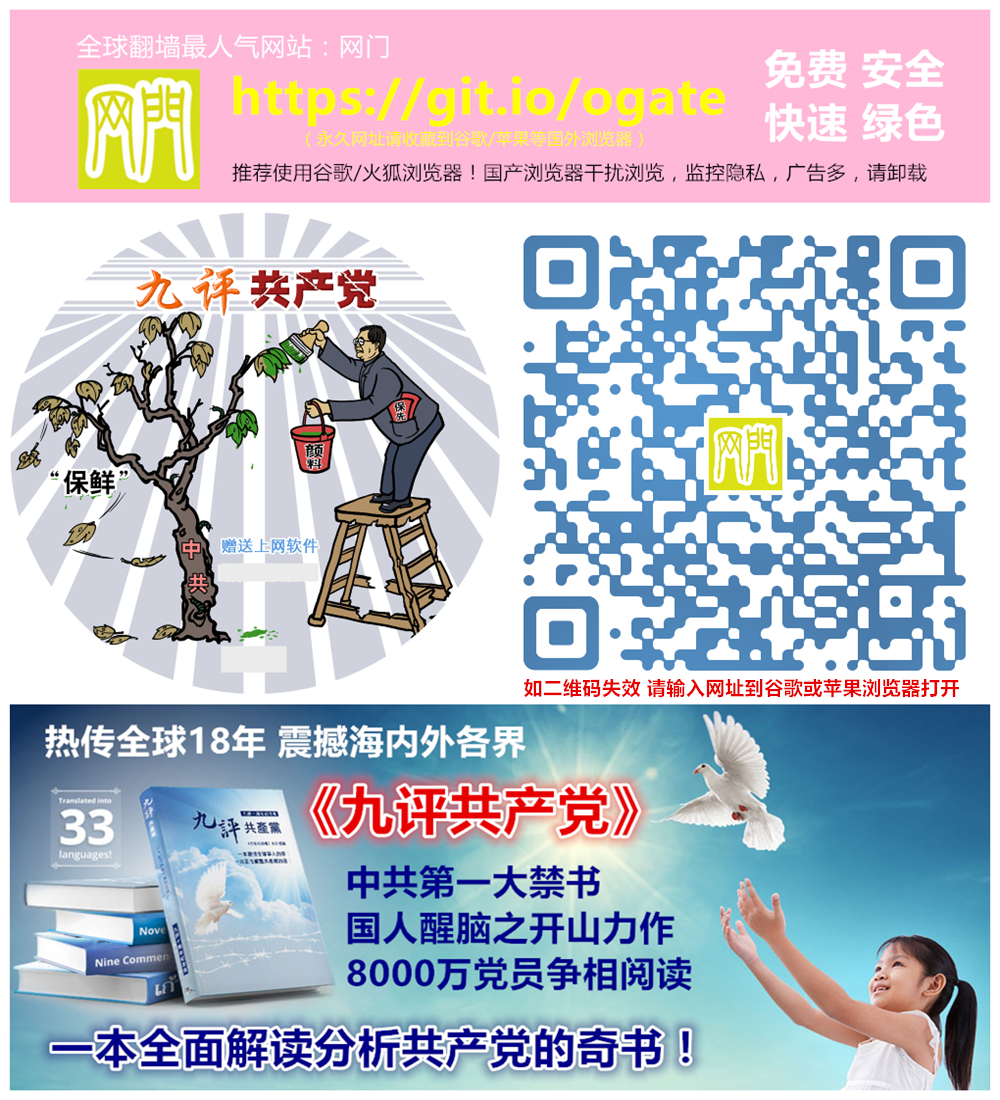 全球翻墙最人气网站：网门
网門
https://git.io/ogate
（永久网址请收藏到谷歌/苹果等国外浏览器）
推荐使用谷歌/火狐浏览器！国产浏览器干扰浏览，监控隐私，广告多，请卸载
免费 安全
快速 绿色
九评 共产党
保先
颜料
“保鲜”
赠送上网软件
中共
网門
如二维码失效 请输入网址到谷歌或苹果浏览器打开
热传全球18年 震撼海内外各界
《九评共产党》
Translated into
33
languages!
九評
共產黨
九評
共產黨
Nove
Nine Commen
中共第一大禁书
国人醒脑之开山力作
8000万党员争相阅读
一本全面解读分析共产党的奇书！